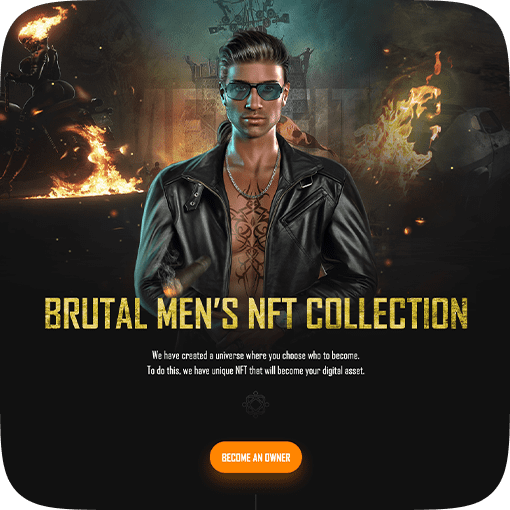 BRUTAL MEN'S NFT COLLECTION
We have created a universe where you choose who to become.
To do this, we have unique NFT that will become your digital asset.
BECOME AN OWNER